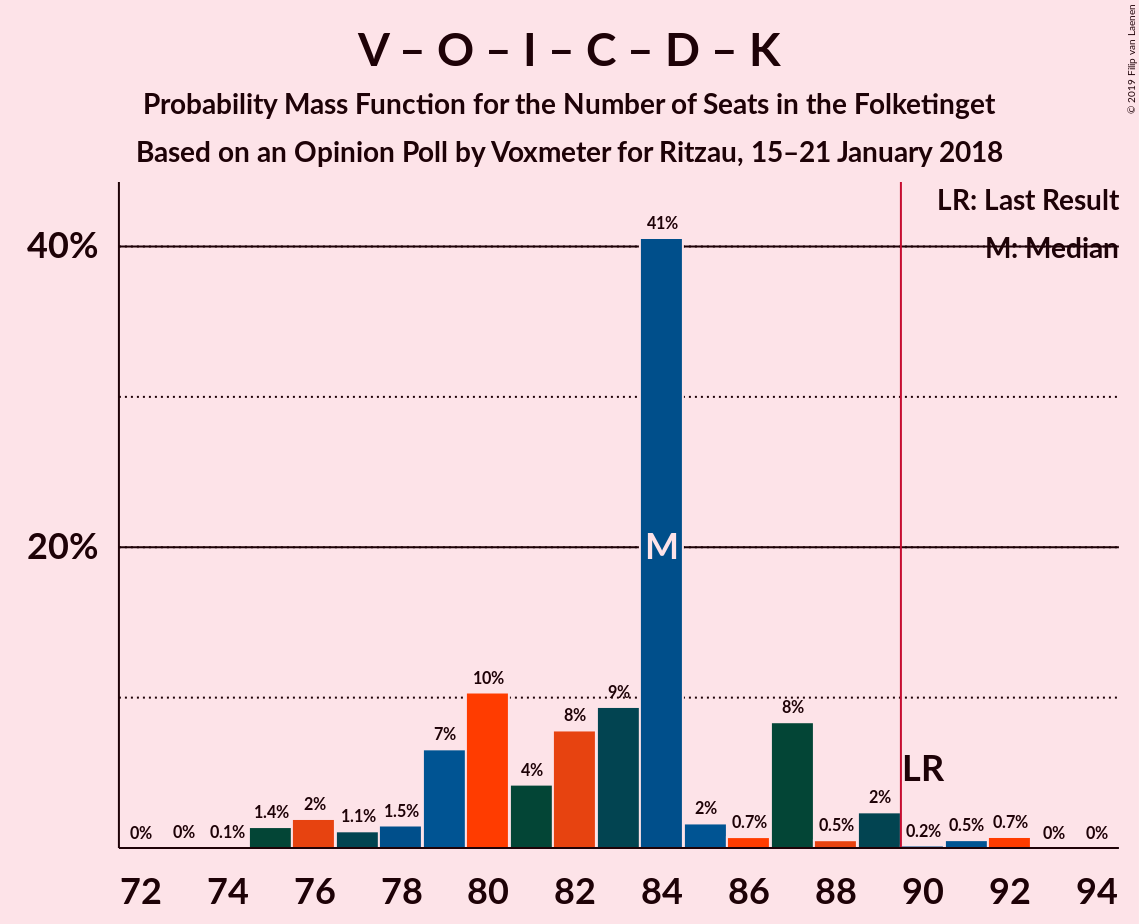 V – O – I – C – D – K
Probability Mass Function for the Number of Seats in the Folketinget
Based on an Opinion Poll by Voxmeter for Ritzau, 15–21 January 2018
© 2019 Filip van Laenen
LR: Last Result
M: Median
40%
20%
0%
0%
0.1%
1.4%
2%
1.1%
1.5%
7%
10%
4%
8%
9%
41%
2%
0.7%
8%
0.5%
2%
0.2%
0.5%
0.7%
0%
0%
M
LR
72 74 76 78 80 82 84 86 88 90 92 94